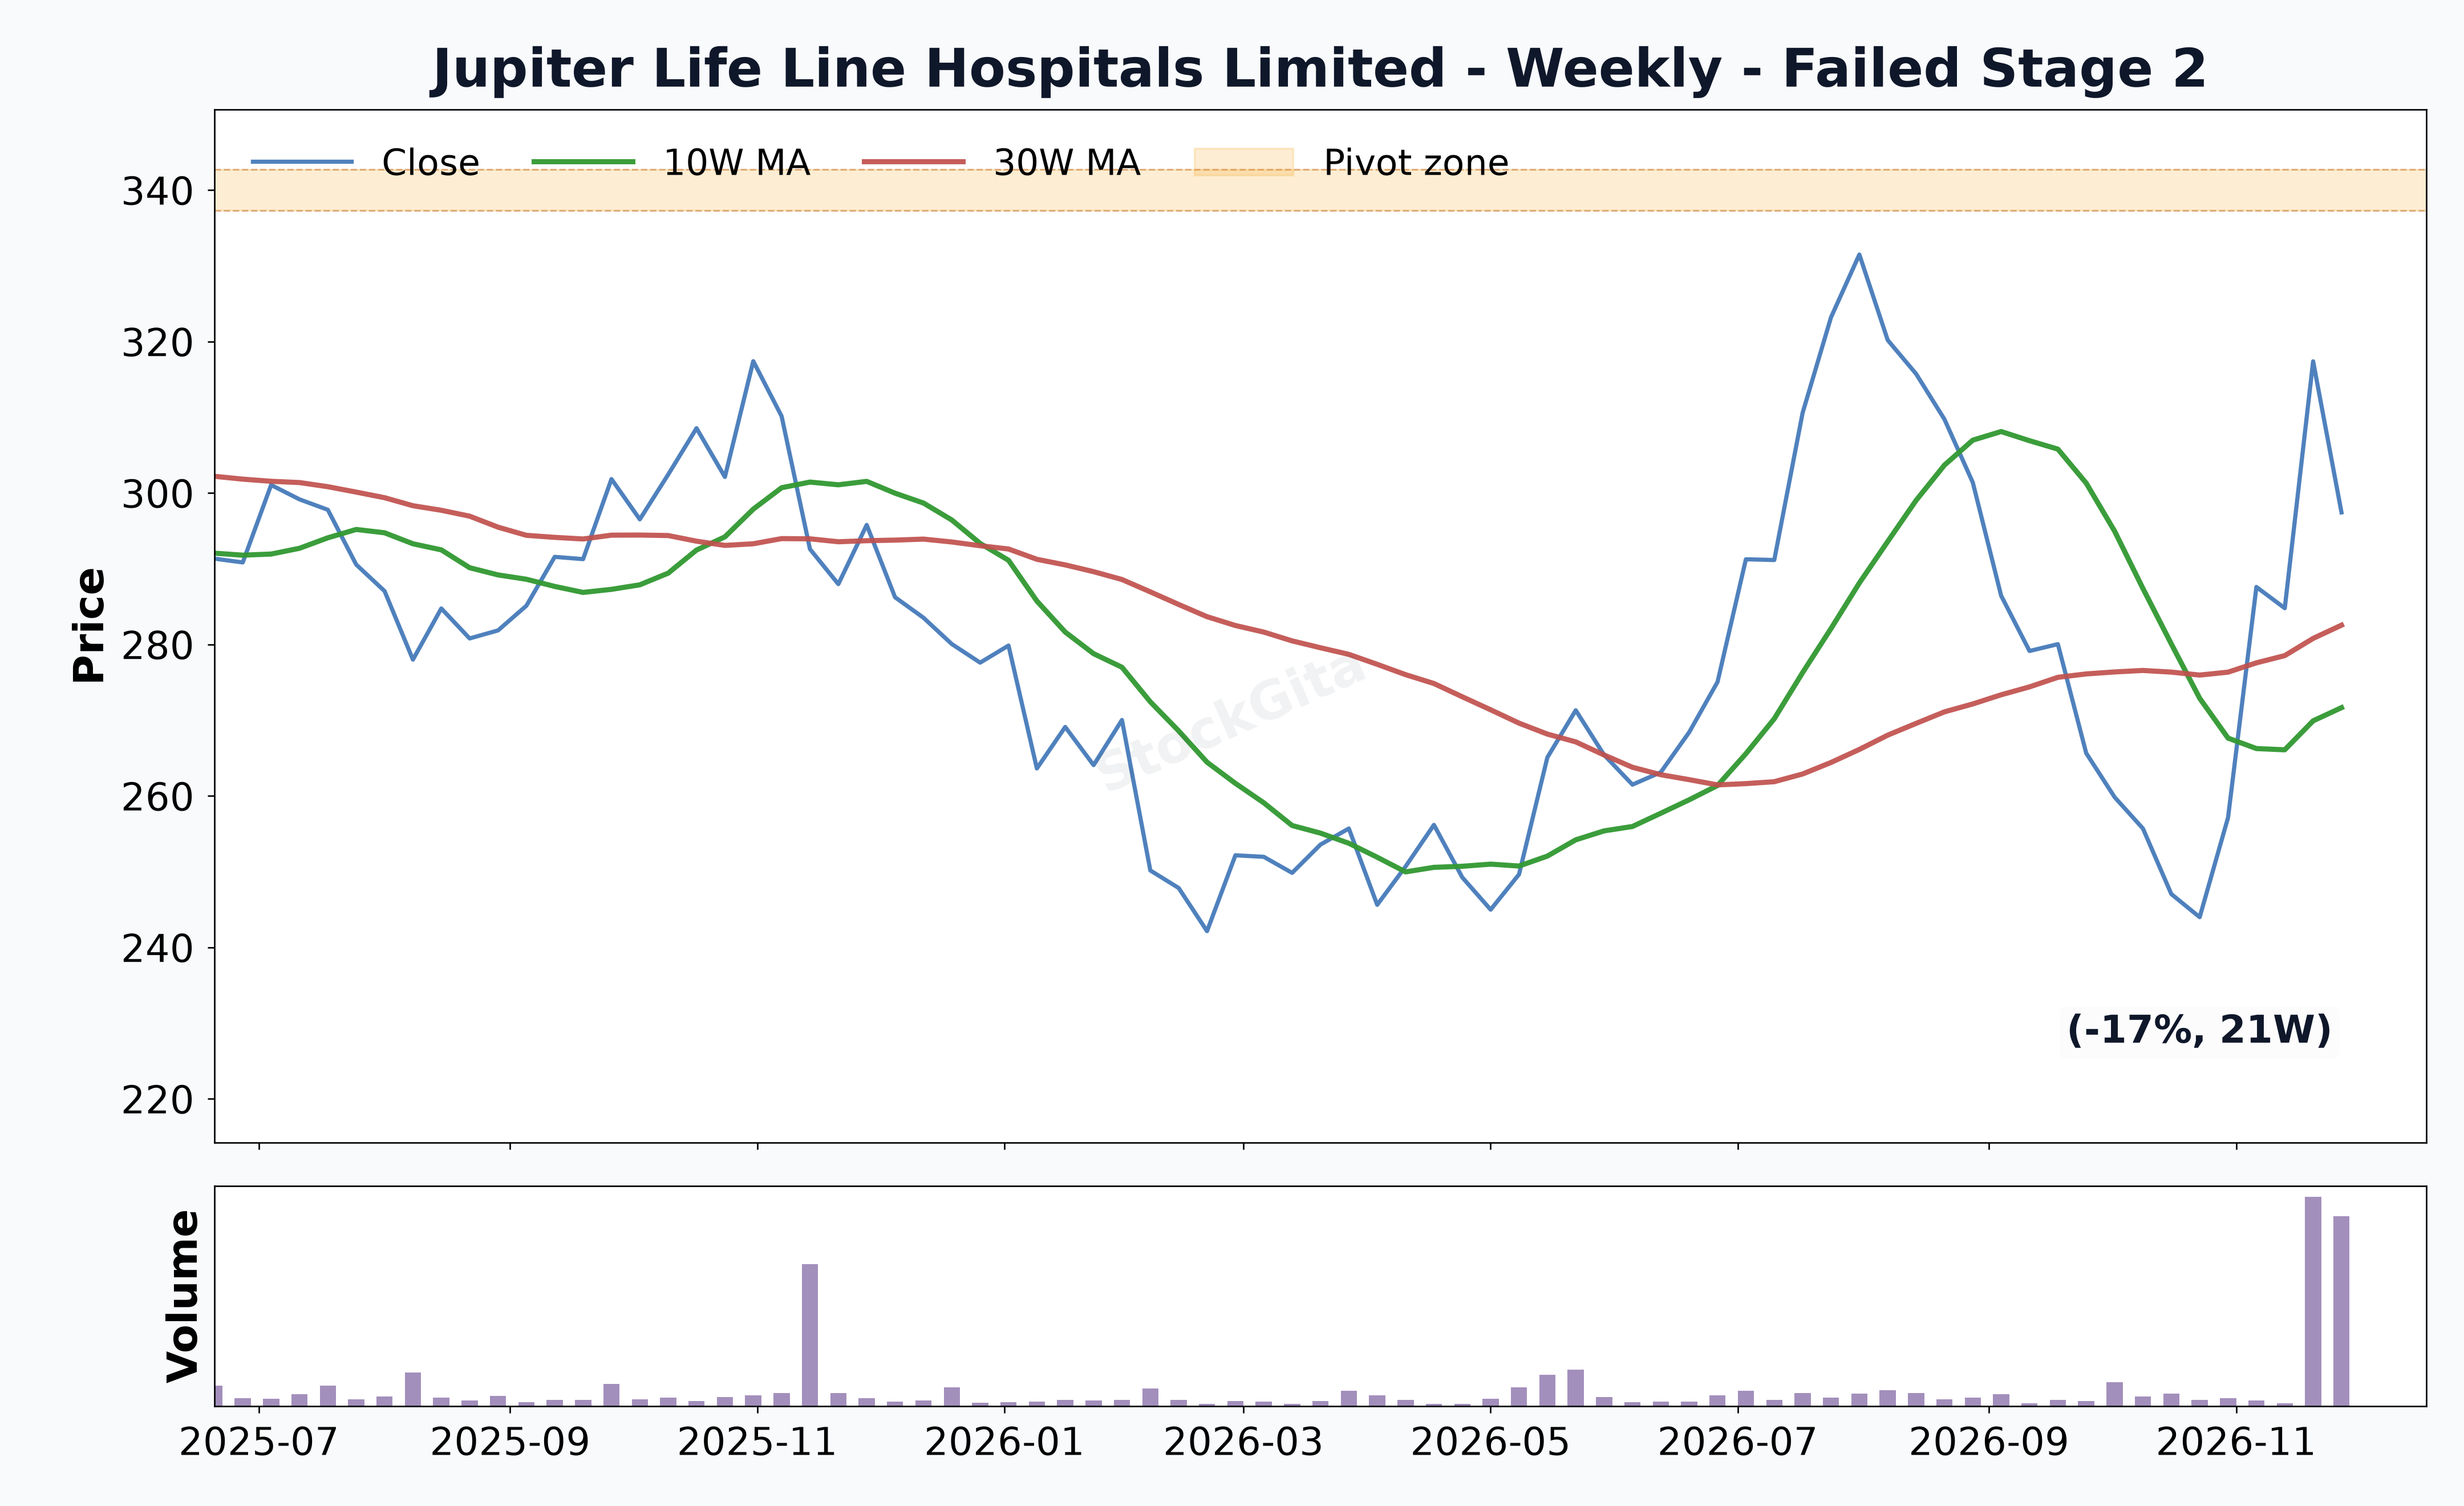 Jupiter Life Line Hospitals Limited - Weekly - Failed Stage 2
Close 10W MA 30W MA Pivot zone
340
320
300
280
260
240
220
Price
StockGita
(-17%, 21W)
Volume
2025-07 2025-09 2025-11 2026-01 2026-03 2026-05 2026-07 2026-09 2026-11